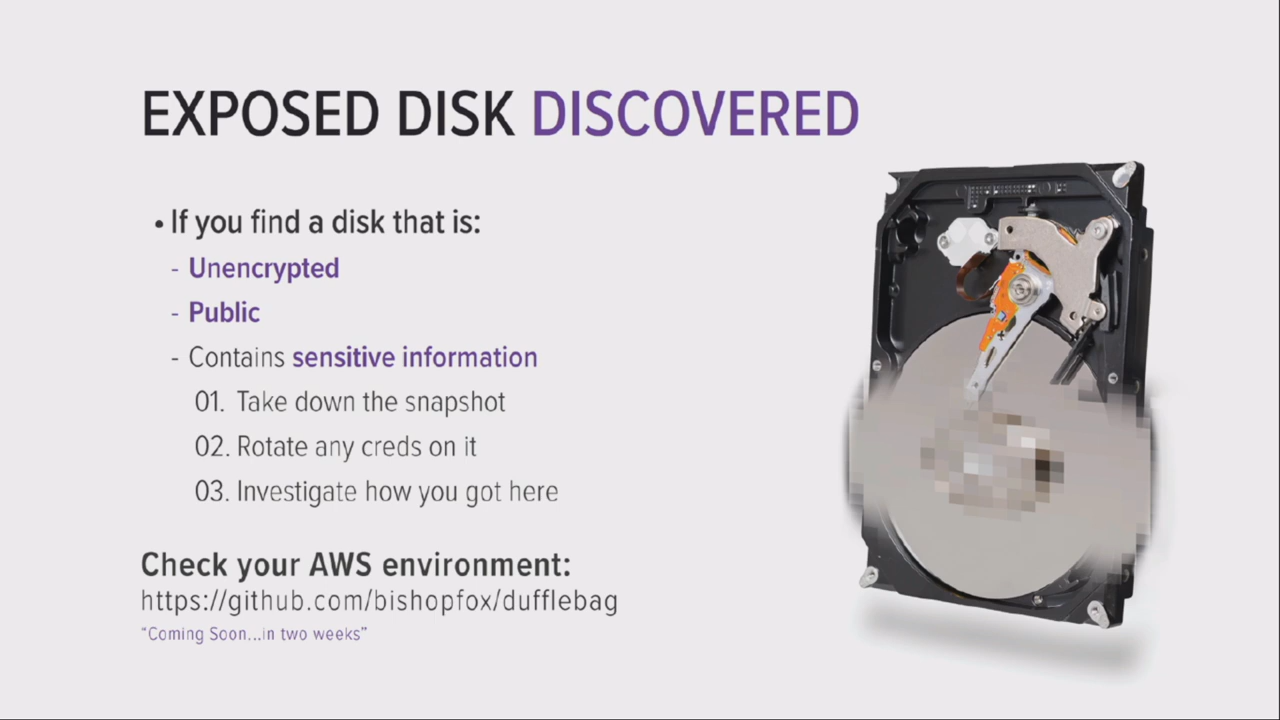 EXPOSED DISK DISCOVERED
• If you find a disk that is:
- Unencrypted
- Public
- Contains sensitive information
01. Take down the snapshot
02. Rotate any creds on it
03. Investigate how you got here
Check your AWS environment:
https://github.com/bishopfox/dufflebag
“Coming Soon...in two weeks”